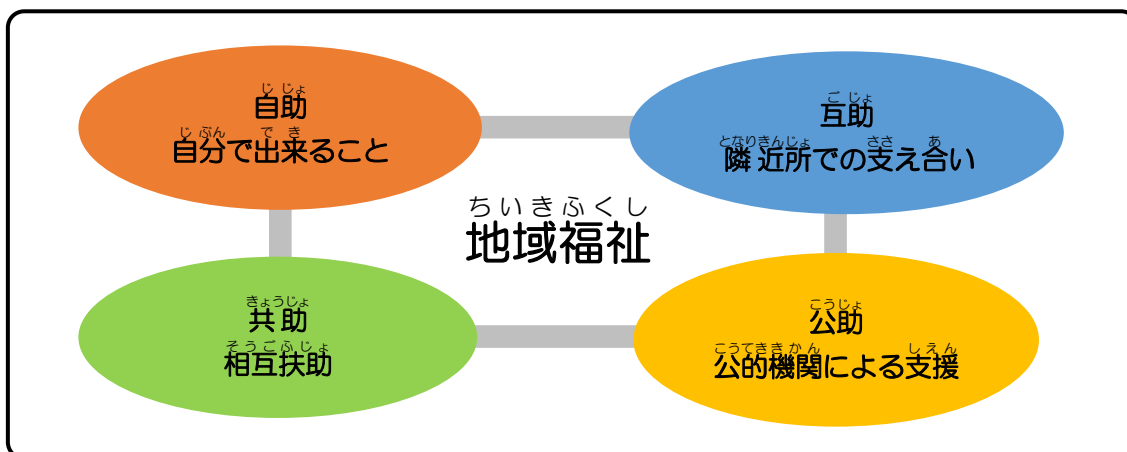 じじょ
自助
じぶん でき
自分で出来ること
ごじょ
互助
となりきんじょ ささ あ
隣近所での支え合い
ちいきふくし
地域福祉
きょうじょ
共助
そうごふじょ
相互扶助
こうじょ
公助
こうてききかん しえん
公的機関による支援